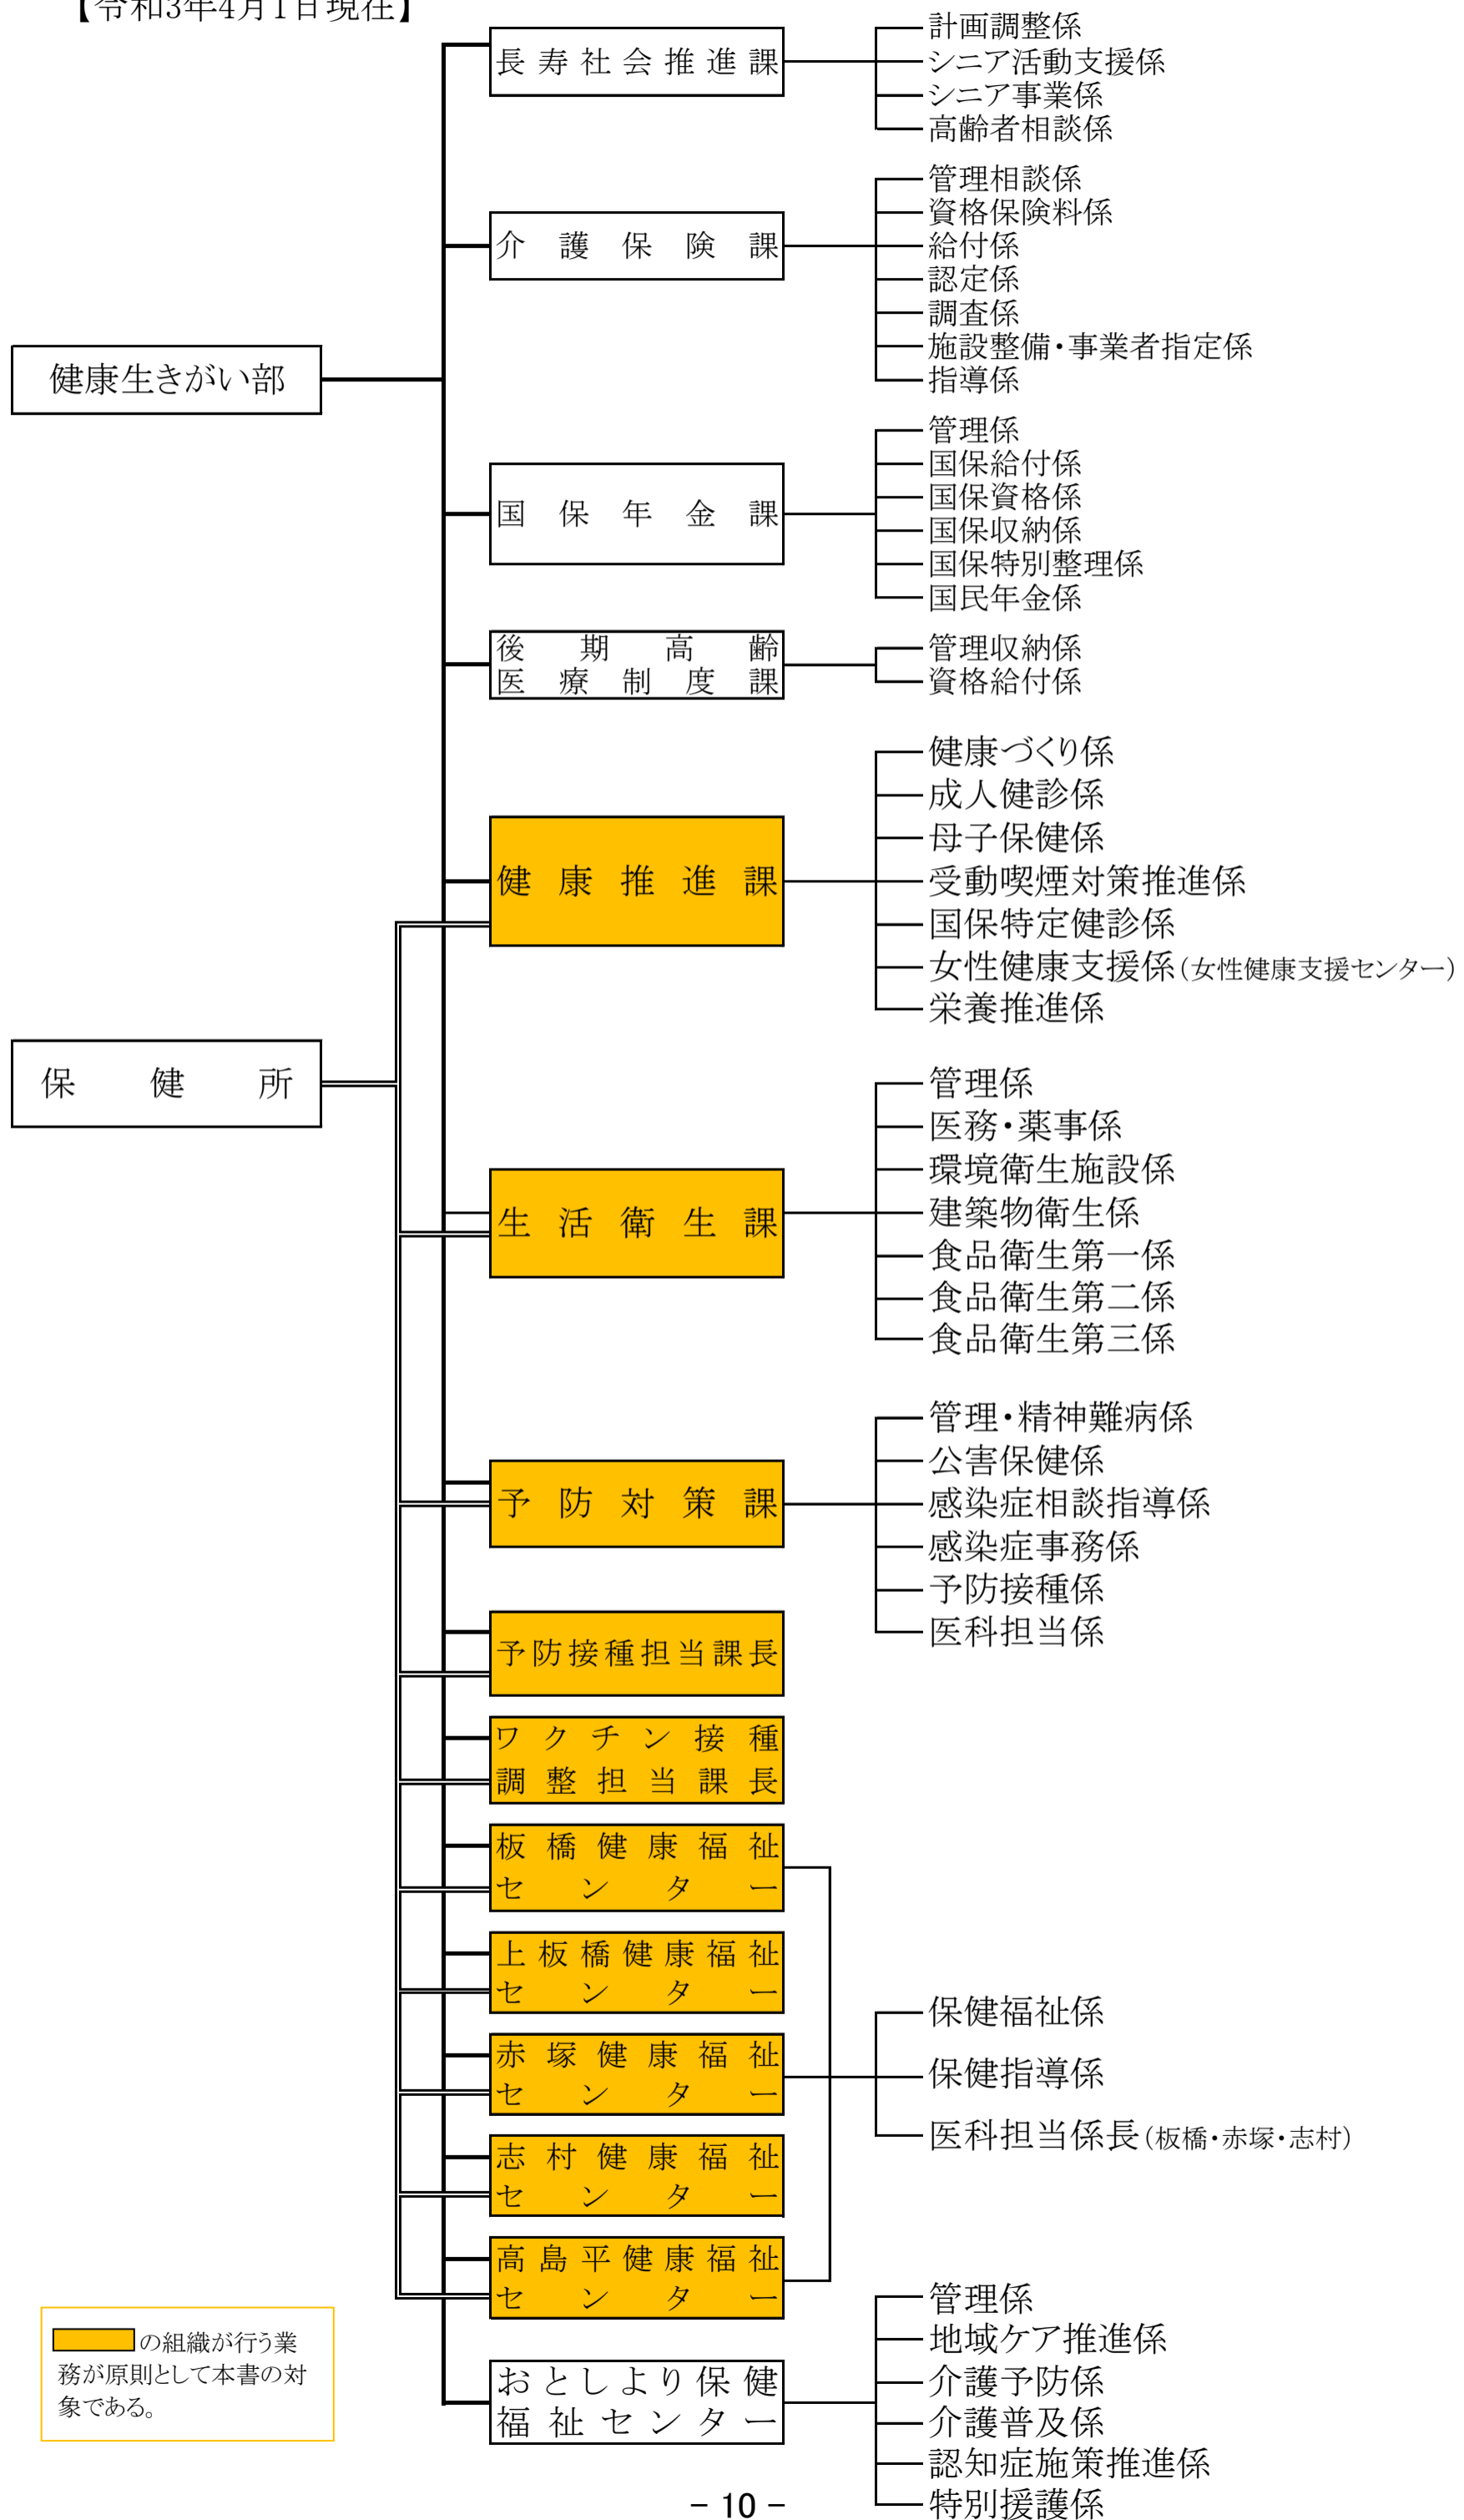 【令和3年4月1日現在】
長寿社会推進課
計画調整係
シニア活動支援係
シニア事業係
高齢者相談係
介護保険課
管理相談係
資格保険料係
給付係
認定係
調査係
施設整備・事業者指定係
指導係
健康生きがい部
国保年金課
管理係
国保給付係
国保資格係
国保収納係
国保特別整理係
国民年金係
後期高齢
医療制度課
管理収納係
資格給付係
健康推進課
健康づくり係
成人健診係
母子保健係
受動喫煙対策推進係
国保特定健診係
女性健康支援係(女性健康支援センター)
栄養推進係
保健所
生活衛生課
管理係
医務・薬事係
環境衛生施設係
建築物衛生係
食品衛生第一係
食品衛生第二係
食品衛生第三係
予防対策課
管理・精神難病係
公害保健係
感染症相談指導係
感染症事務係
予防接種係
医科担当係
予防接種担当課長
ワクチン接種
調整担当課長
板橋健康福祉
センター
上板橋健康福祉
センター
赤塚健康福祉
センター
志村健康福祉
センター
高島平健康福祉
センター
保健福祉係
保健指導係
医科担当係長(板橋・赤塚・志村)
おとしより保健
福祉センター
管理係
地域ケア推進係
介護予防係
介護普及係
認知症施策推進係
特別援護係
の組織が行う業
務が原則として本書の対
象である。
- 10 -